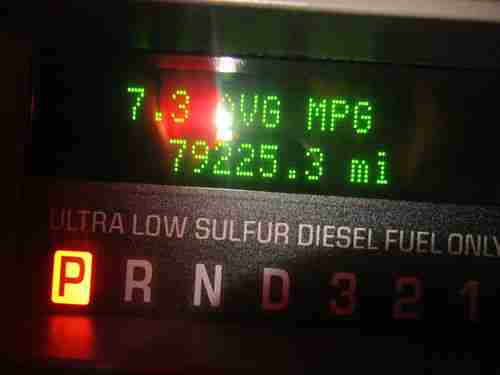 7.3 AVG MPG
79225.3 mi
ULTRA LOW SULFUR DIESEL FUEL ONLY
P R N D 3 2 1